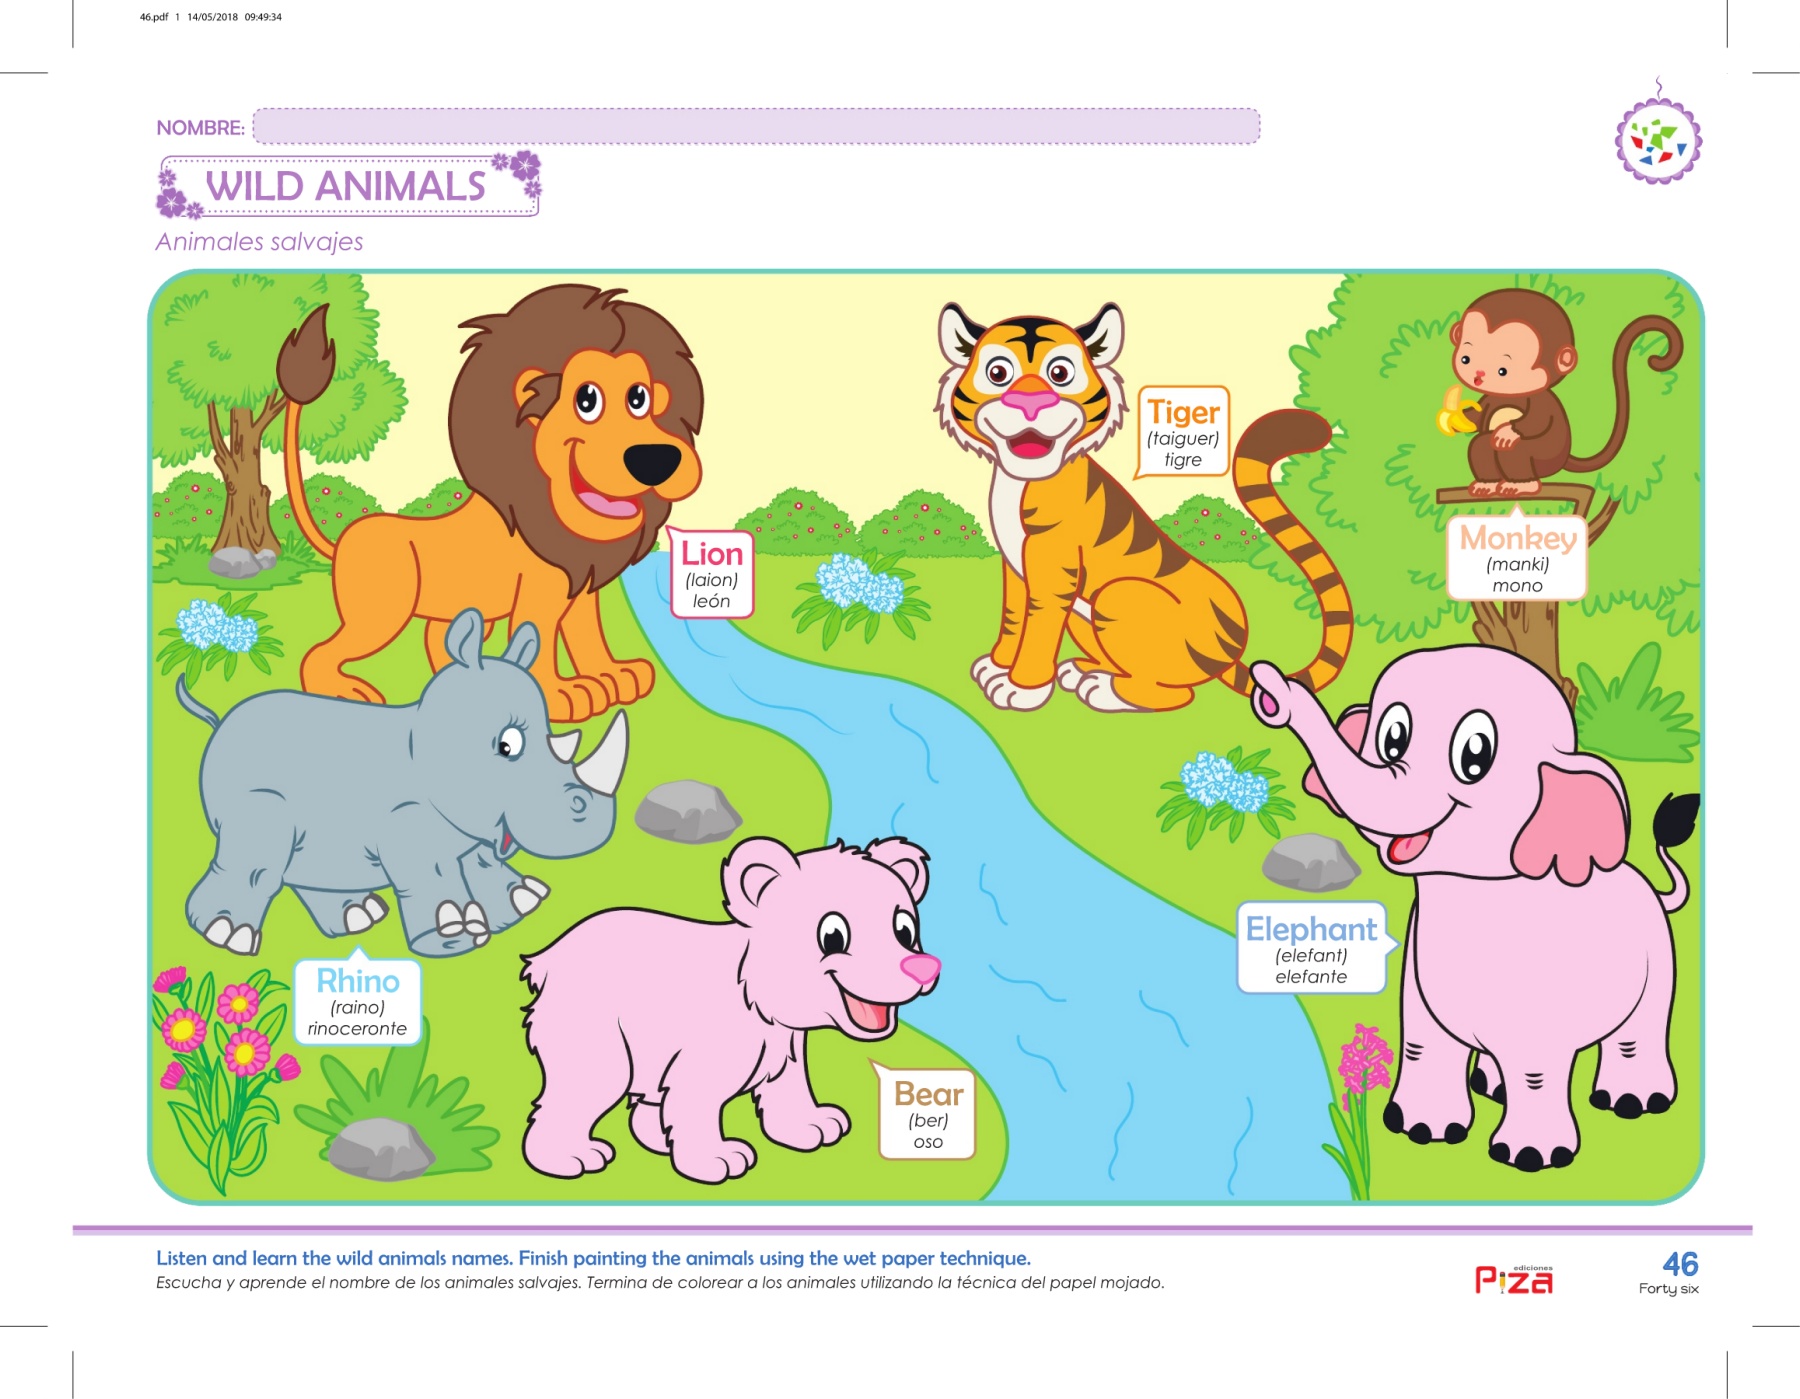 46.pdf 1 14/05/2018 09:49:34
NOMBRE:
WILD ANIMALS
Animales salvajes
Tiger
(taiguer)
tigre
Monkey
(manki)
mono
Lion
(laion)
león
Elephant
(elefant)
elefante
Rhino
(raino)
rinoceronte
Bear
(ber)
oso
Listen and learn the wild animals names. Finish painting the animals using the wet paper technique.
Escucha y aprende el nombre de los animales salvajes. Termina de colorear a los animales utilizando la técnica del papel mojado.
ediciones
Piza
46
Forty six